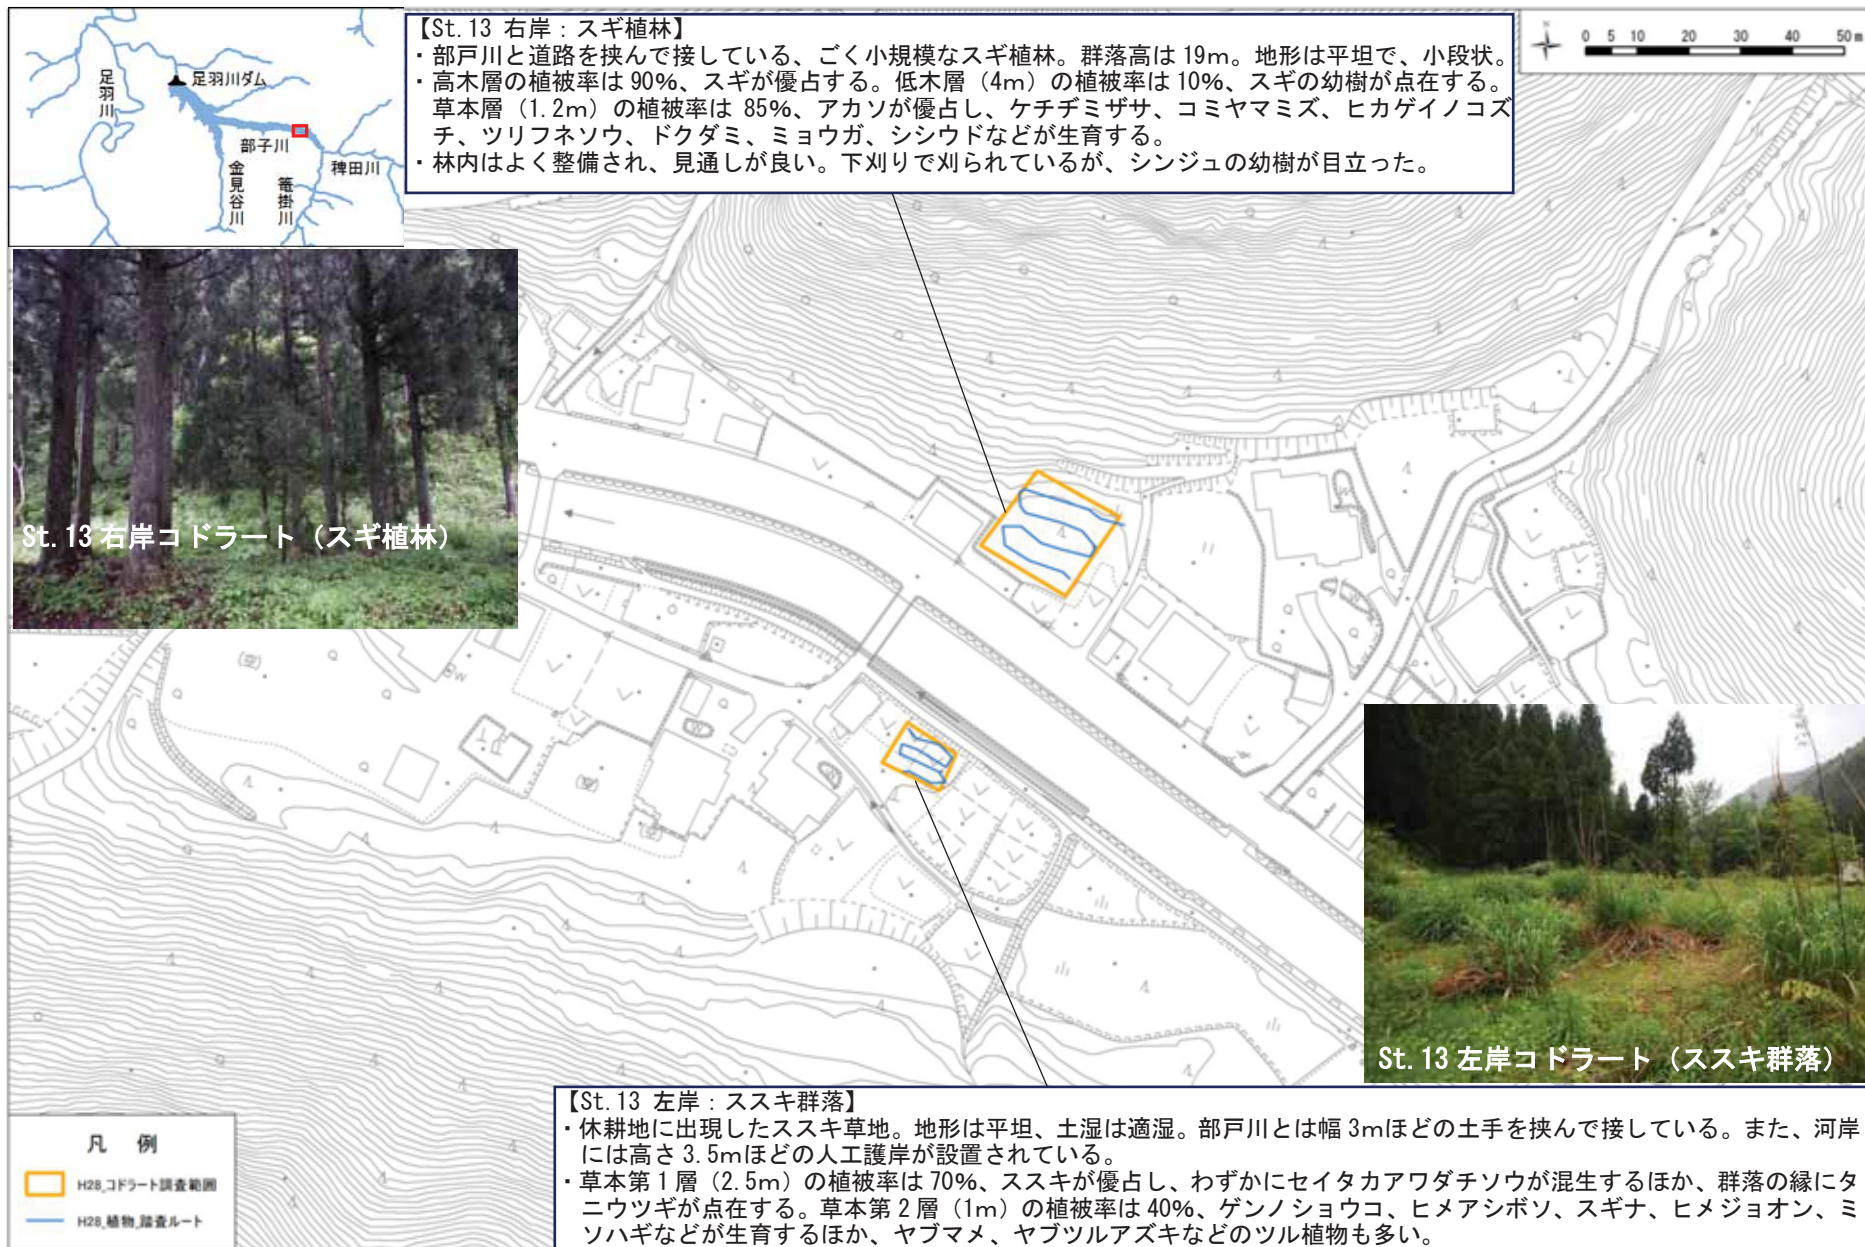 【St.13 右岸：スギ植林】
・部戸川と道路を挟んで接している、ごく小規模なスギ植林。群落高は 19m。地形は平坦で、小段状。
・高木層の植被率は 90%、スギが優占する。低木層（4m）の植被率は 10%、スギの幼樹が点在する。
草本層（1.2m）の植被率は 85%、アカソが優占し、ケチヂミザサ、コミヤマミズ、ヒカゲイノコズ
チ、ツリフネソウ、ドクダミ、ミョウガ、シシウドなどが生育する。
・林内はよく整備され、見通しが良い。下刈りで刈られているが、シンジュの幼樹が目立った。
N
0 5 10 20 30 40 50 m
足羽川
足羽川ダム
部子川
金見谷川
篭掛川
稗田川
St.13 右岸コドラート（スギ植林）
(空)
W
St.13 左岸コドラート（ススキ群落）
【St.13 左岸：ススキ群落】
・休耕地に出現したススキ草地。地形は平坦、土湿は適湿。部戸川とは幅 3mほどの土手を挟んで接している。また、河岸
には高さ 3.5mほどの人工護岸が設置されている。
・草本第 1 層（2.5m）の植被率は 70%、ススキが優占し、わずかにセイタカアワダチソウが混生するほか、群落の縁にタ
ニウツギが点在する。草本第 2 層（1m）の植被率は 40%、ゲンノショウコ、ヒメアシボソ、スギナ、ヒメジョオン、ミ
ソハギなどが生育するほか、ヤブマメ、ヤブツルアズキなどのツル植物も多い。
凡 例
H28_コドラート調査範囲
H28_植物_踏査ルート